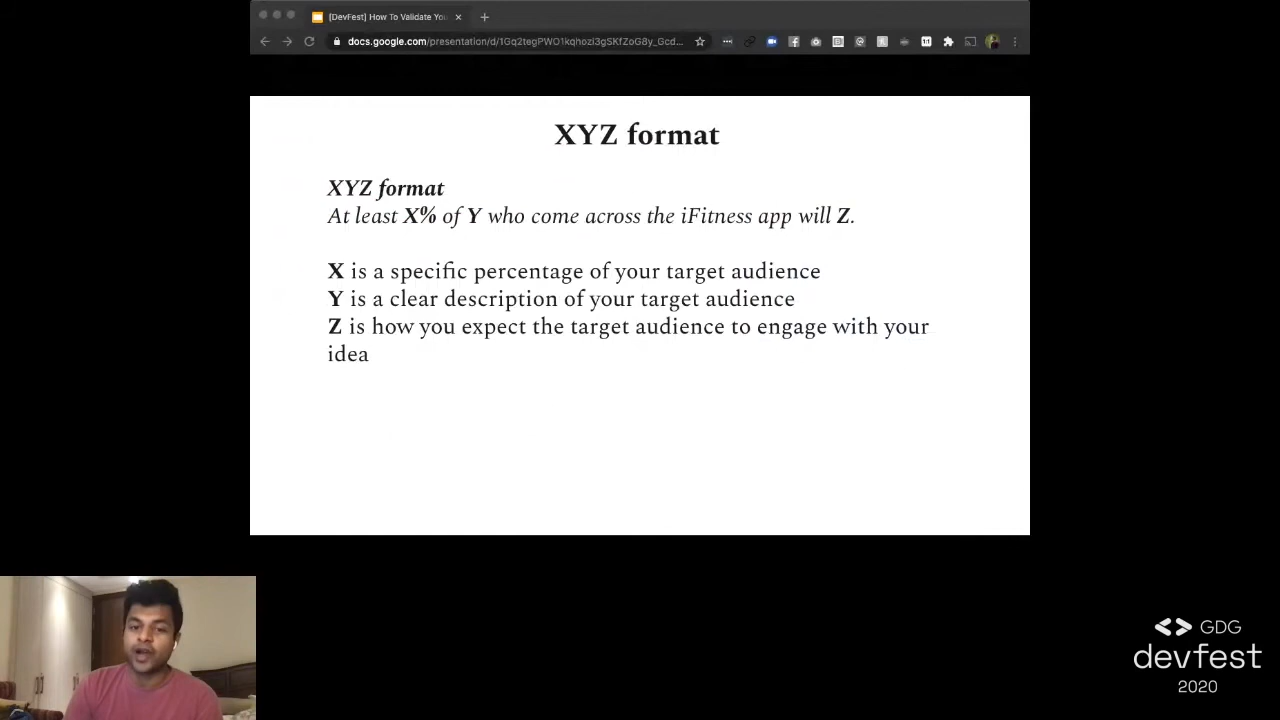 [DevFest] How To Validate You
docs.google.com/presentation/d/1Gq2tegPWO1kqhozi3gSKfZoG8y_Gcd...
XYZ format
XYZ format
At least X% of Y who come across the iFitness app will Z.
X is a specific percentage of your target audience
Y is a clear description of your target audience
Z is how you expect the target audience to engage with your
idea
GDG
devfest
2020